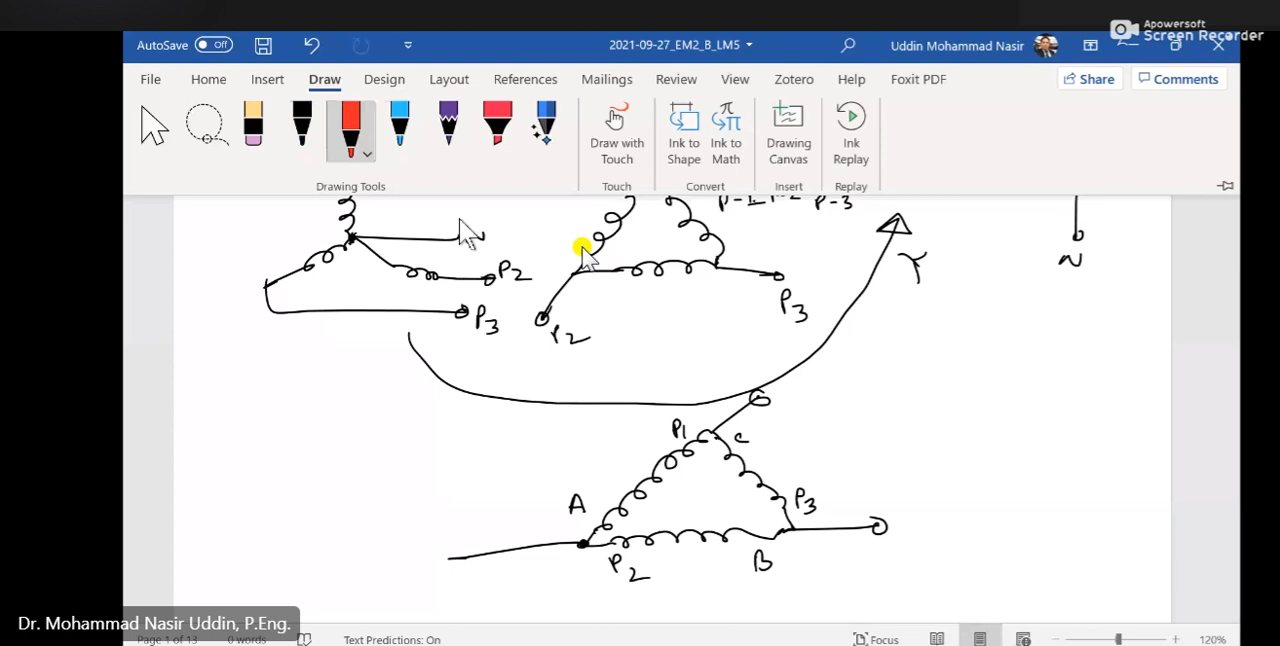 Apowersoft
Screen Recorder
AutoSave Off 2021-09-27_EM2_B_LM5 Uddin Mohammad Nasir
File Home Insert Draw Design Layout References Mailings Review View Zotero Help Foxit PDF Share Comments
Draw with Touch
Ink to Shape
Ink to Math
Drawing Canvas
Ink Replay
Drawing Tools Touch Convert Insert Replay
P-3
N
Y
P2
P3
P2
P3
P1 C
A P3
P2 B
Dr. Mohammad Nasir Uddin, P.Eng.
Page 1 of 13 0 words Text Predictions: On Focus 120%